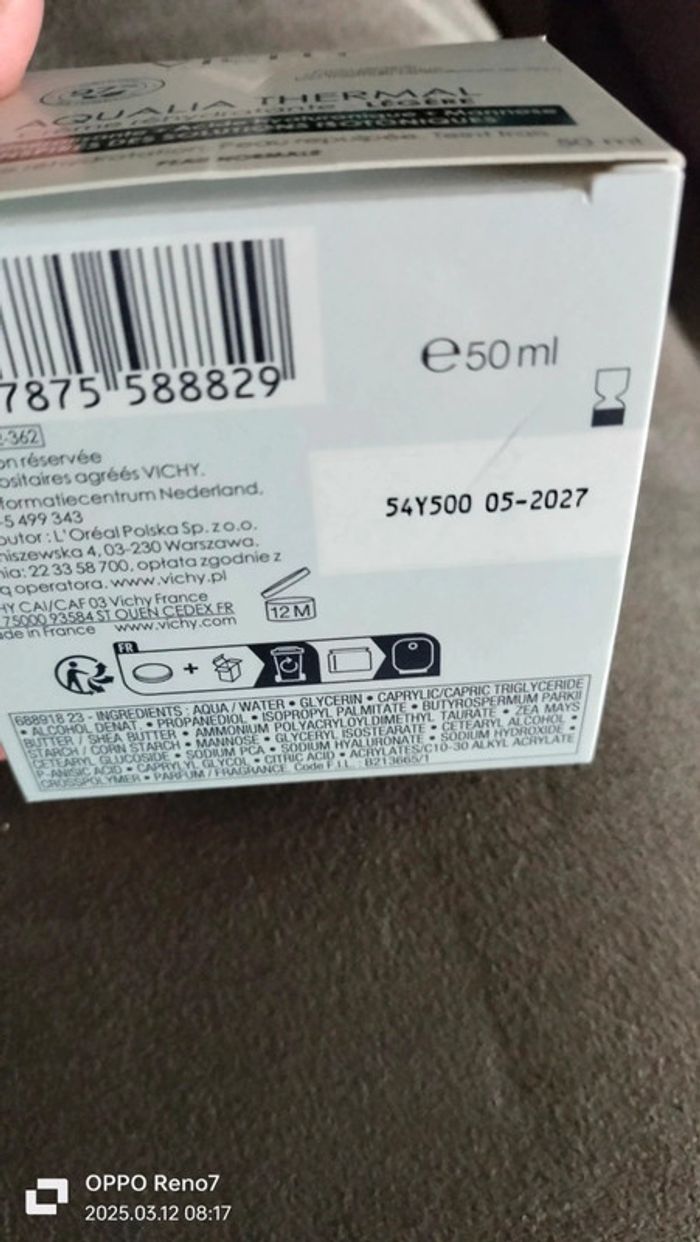 AQUALIA THERMAL
LÉGÈRE
50 ml
7875 588829
e50 ml
-362
on réservée
ositaires agréés VICHY.
formatiecentrum Nederland,
-5 499 343
butor : L'Oréal Polska Sp. z o.o.
niszewska 4, 03-230 Warszawa.
nia: 22 33 58 700, opłata zgodnie z
q operatora. www.vichy.pl
HY CAI/CAF 03 Vichy France
75000 93584 ST OUEN CEDEX FR
ade in France www.vichy.com
54Y500 05-2027
12 M
FR
688918 23 - INGREDIENTS : AQUA / WATER • GLYCERIN • CAPRYLIC/CAPRIC TRIGLYCERIDE
• ALCOHOL DENAT. • PROPANEDIOL • ISOPROPYL PALMITATE • BUTYROSPERMUM PARKII
BUTTER / SHEA BUTTER • AMMONIUM POLYACRYLOYLDIMETHYL TAURATE • ZEA MAYS
STARCH / CORN STARCH • MANNOSE • GLYCERYL ISOSTEARATE • CETEARYL ALCOHOL •
CETEARYL GLUCOSIDE • SODIUM PCA • SODIUM HYALURONATE • SODIUM HYDROXIDE •
P-ANISIC ACID • CAPRYLYL GLYCOL • CITRIC ACID • ACRYLATES/C10-30 ALKYL ACRYLATE
CROSSPOLYMER • PARFUM / FRAGRANCE. Code F.I.L. : B213665/1
OPPO Reno7
2025.03.12 08:17